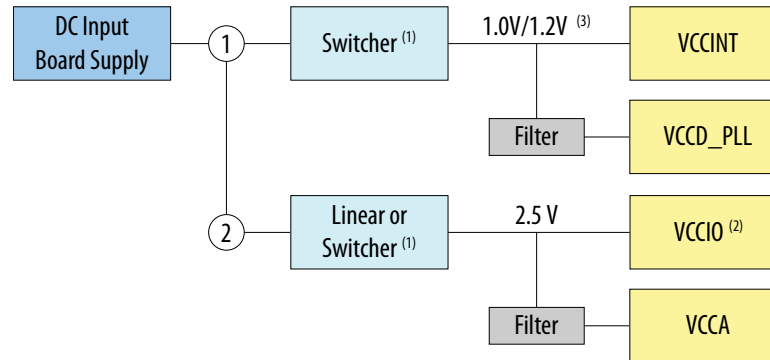 DC Input
Board Supply
1
Switcher (1)
1.0V/1.2V (3)
VCCINT
Filter
VCCD_PLL
2
Linear or
Switcher (1)
2.5 V
VCCIO (2)
Filter
VCCA